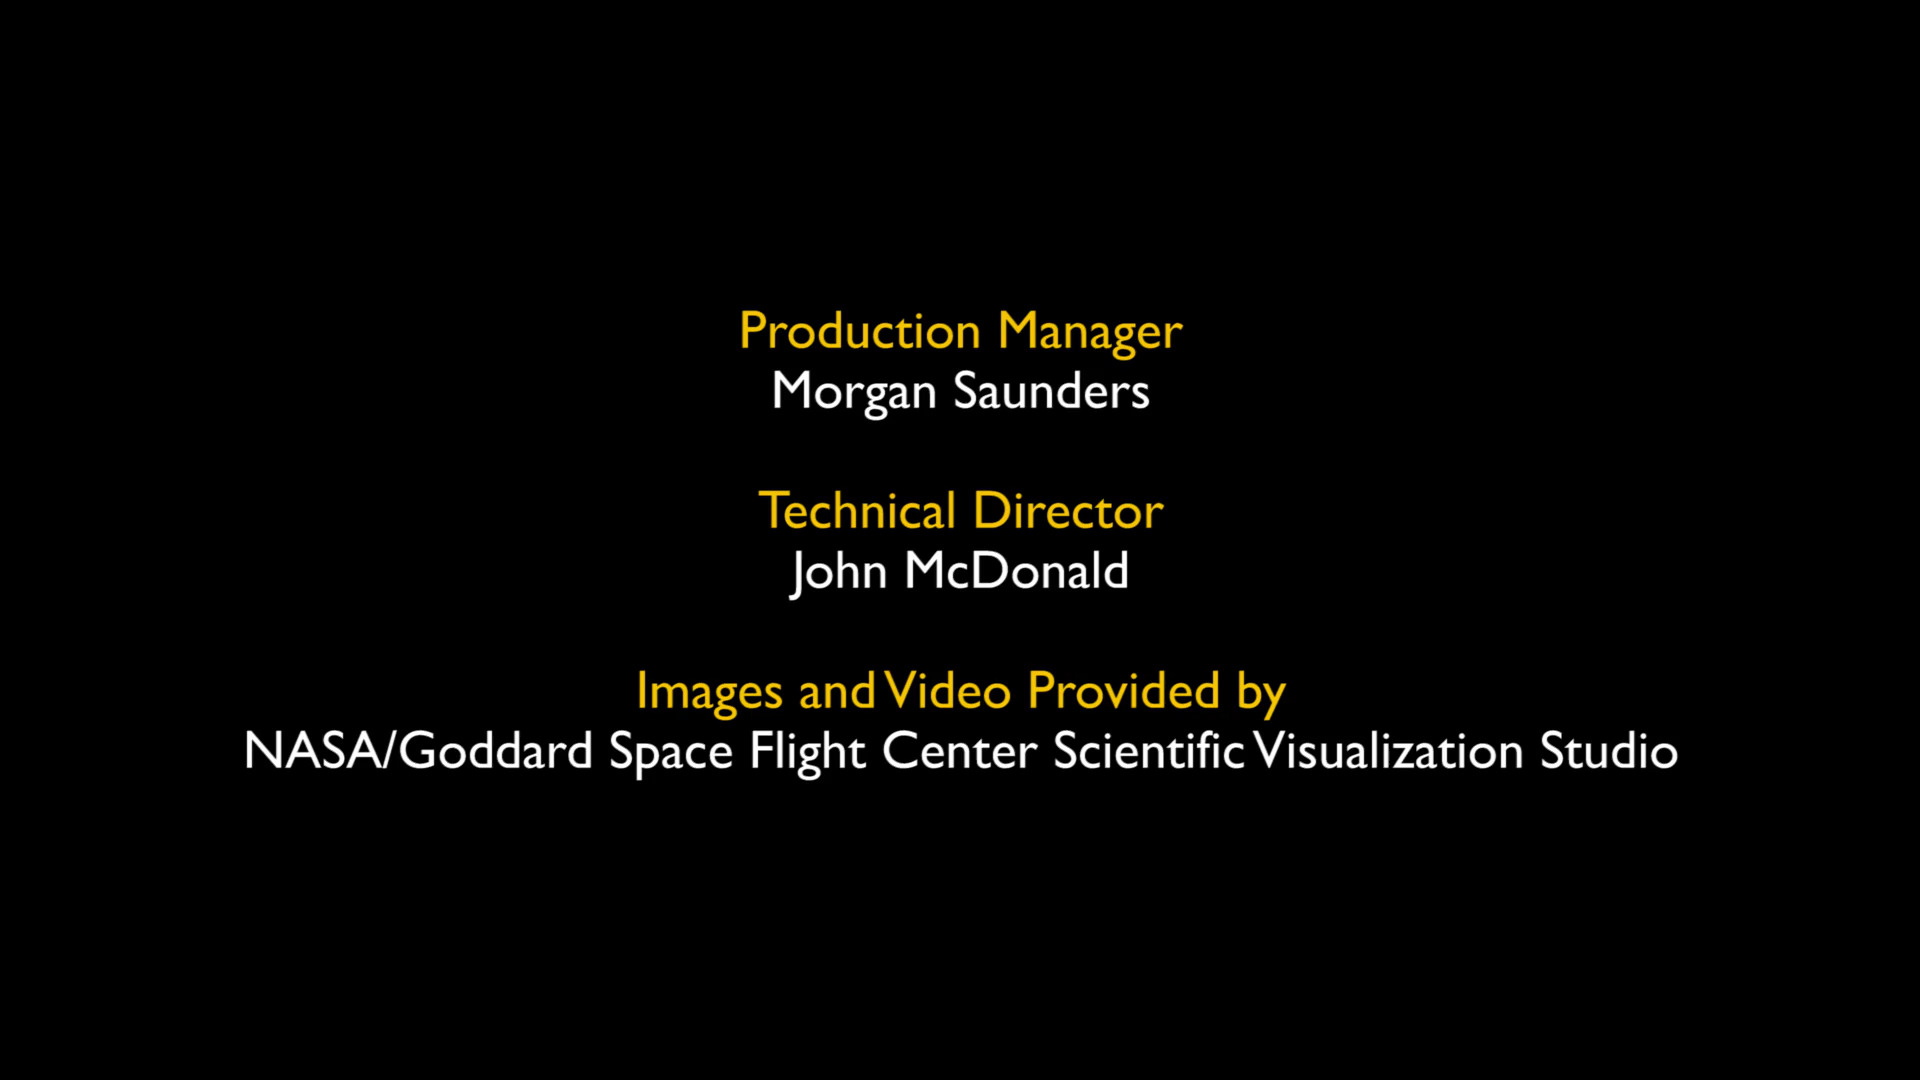 Production Manager
Morgan Saunders
Technical Director
John McDonald
Images and Video Provided by
NASA/Goddard Space Flight Center Scientific Visualization Studio